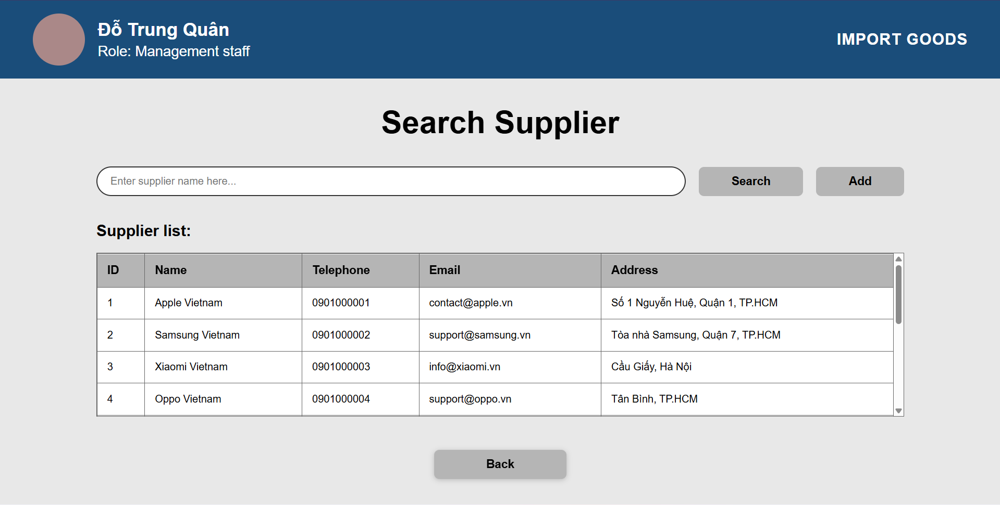 Đỗ Trung Quân
Role: Management staff
IMPORT GOODS
Search Supplier
Enter supplier name here...
Search
Add
Supplier list:
ID Name Telephone Email Address
1 Apple Vietnam 0901000001 contact@apple.vn Số 1 Nguyễn Huệ, Quận 1, TP.HCM
2 Samsung Vietnam 0901000002 support@samsung.vn Tòa nhà Samsung, Quận 7, TP.HCM
3 Xiaomi Vietnam 0901000003 info@xiaomi.vn Cầu Giấy, Hà Nội
4 Oppo Vietnam 0901000004 support@oppo.vn Tân Bình, TP.HCM
Back